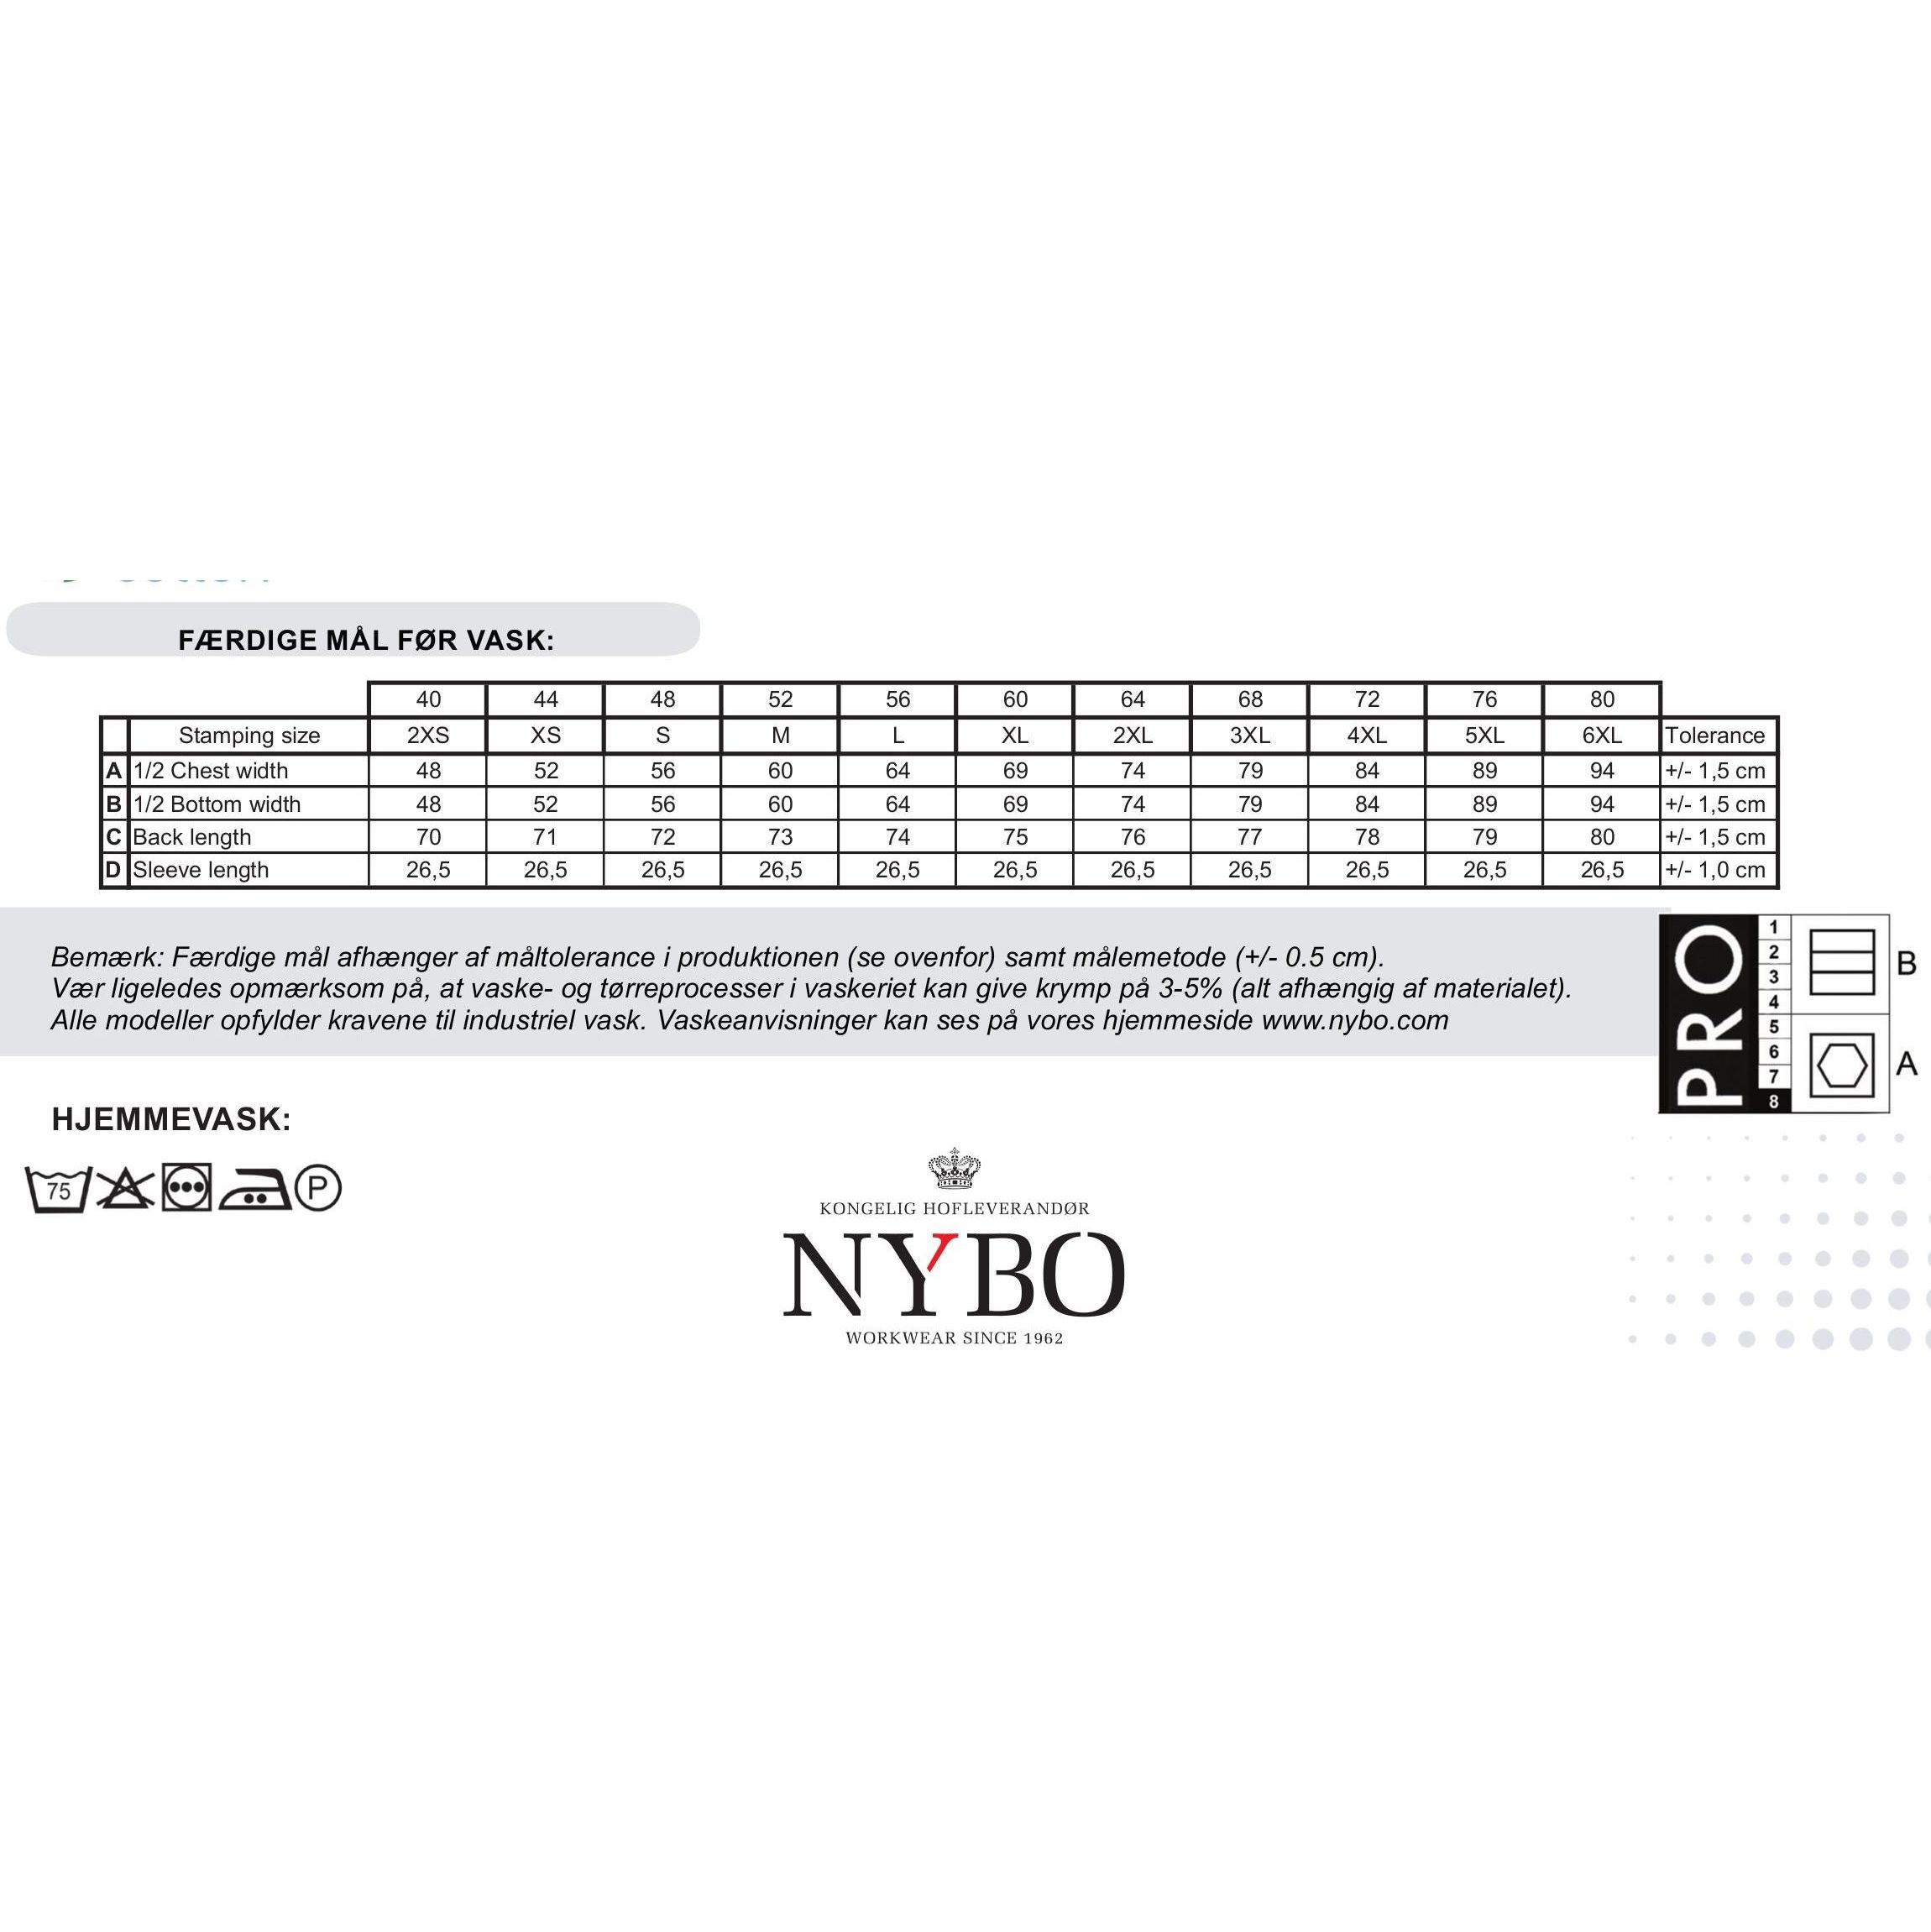 FÆRDIGE MÅL FØR VASK:
40 44 48 52 56 60 64 68 72 76 80
Stamping size 2XS XS S M L XL 2XL 3XL 4XL 5XL 6XL Tolerance
A 1/2 Chest width 48 52 56 60 64 69 74 79 84 89 94 +/- 1,5 cm
B 1/2 Bottom width 48 52 56 60 64 69 74 79 84 89 94 +/- 1,5 cm
C Back length 70 71 72 73 74 75 76 77 78 79 80 +/- 1,5 cm
D Sleeve length 26,5 26,5 26,5 26,5 26,5 26,5 26,5 26,5 26,5 26,5 26,5 +/- 1,0 cm
Bemærk: Færdige mål afhænger af måltolerance i produktionen (se ovenfor) samt målemetode (+/- 0.5 cm).
Vær ligeledes opmærksom på, at vaske- og tørreprocesser i vaskeriet kan give krymp på 3-5% (alt afhængig af materialet).
Alle modeller opfylder kravene til industriel vask. Vaskeanvisninger kan ses på vores hjemmeside www.nybo.com
PRO
1
2
3
4
5
6
7
8
B
A
HJEMMEVASK:
75 P
KONGELIG HOFLEVERANDØR
NYBO
WORKWEAR SINCE 1962